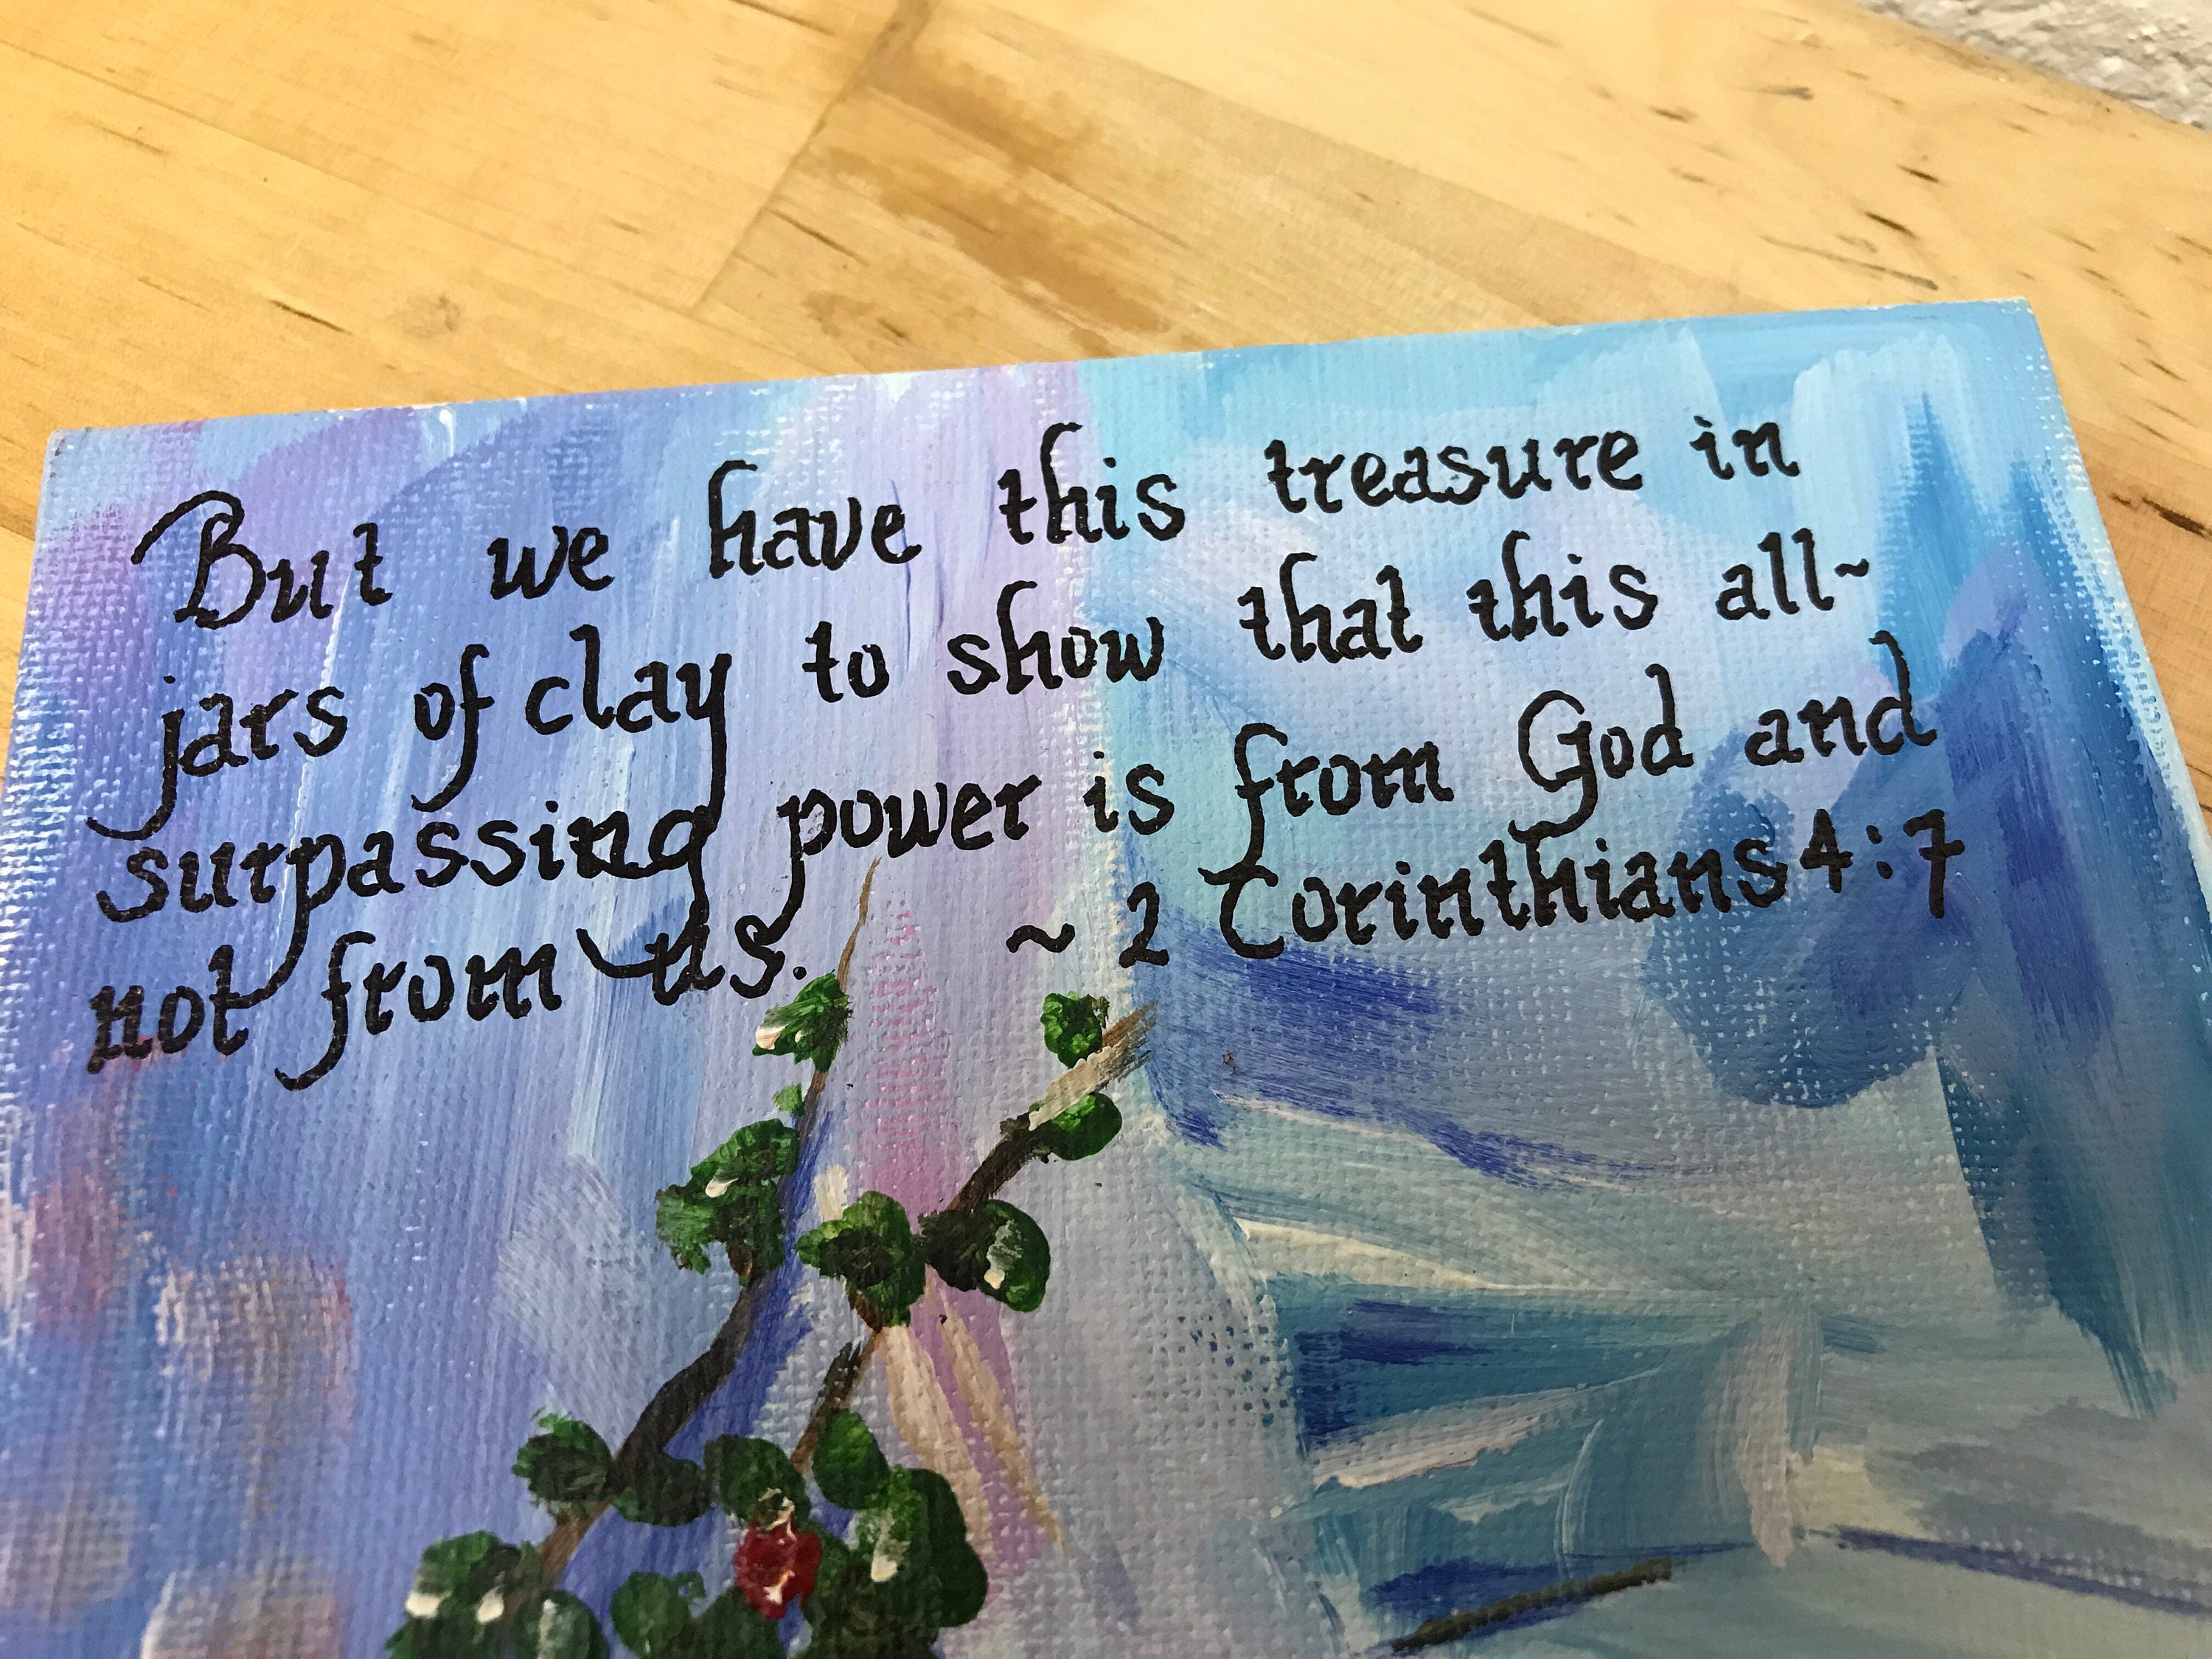 But we have this treasure in
jars of clay to show that this all~
surpassing power is from God and
not from us. ~ 2 Corinthians 4:7